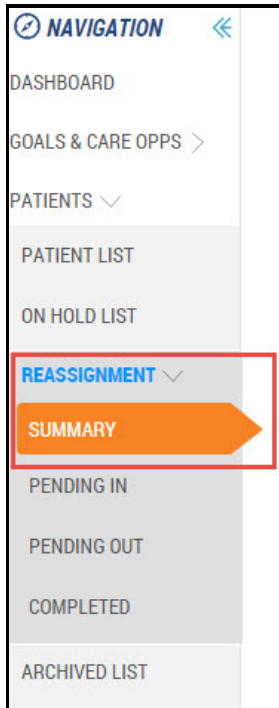 NAVIGATION
DASHBOARD
GOALS & CARE OPPS
PATIENTS
PATIENT LIST
ON HOLD LIST
REASSIGNMENT
SUMMARY
PENDING IN
PENDING OUT
COMPLETED
ARCHIVED LIST